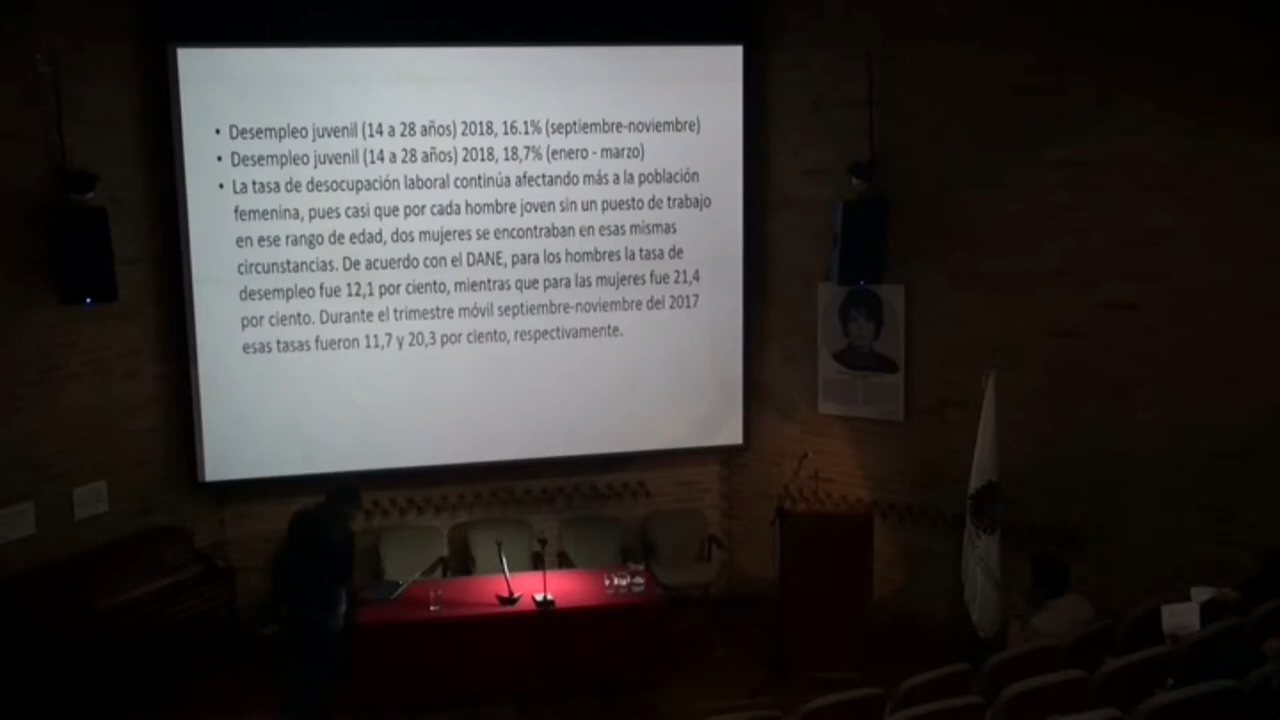 • Desempleo juvenil (14 a 28 años) 2018, 16.1% (septiembre-noviembre)
• Desempleo juvenil (14 a 28 años) 2018, 18,7% (enero - marzo)
• La tasa de desocupación laboral continúa afectando más a la población
femenina, pues casi que por cada hombre joven sin un puesto de trabajo
en ese rango de edad, dos mujeres se encontraban en esas mismas
circunstancias. De acuerdo con el DANE, para los hombres la tasa de
desempleo fue 12,1 por ciento, mientras que para las mujeres fue 21,4
por ciento. Durante el trimestre móvil septiembre-noviembre del 2017
esas tasas fueron 11,7 y 20,3 por ciento, respectivamente.